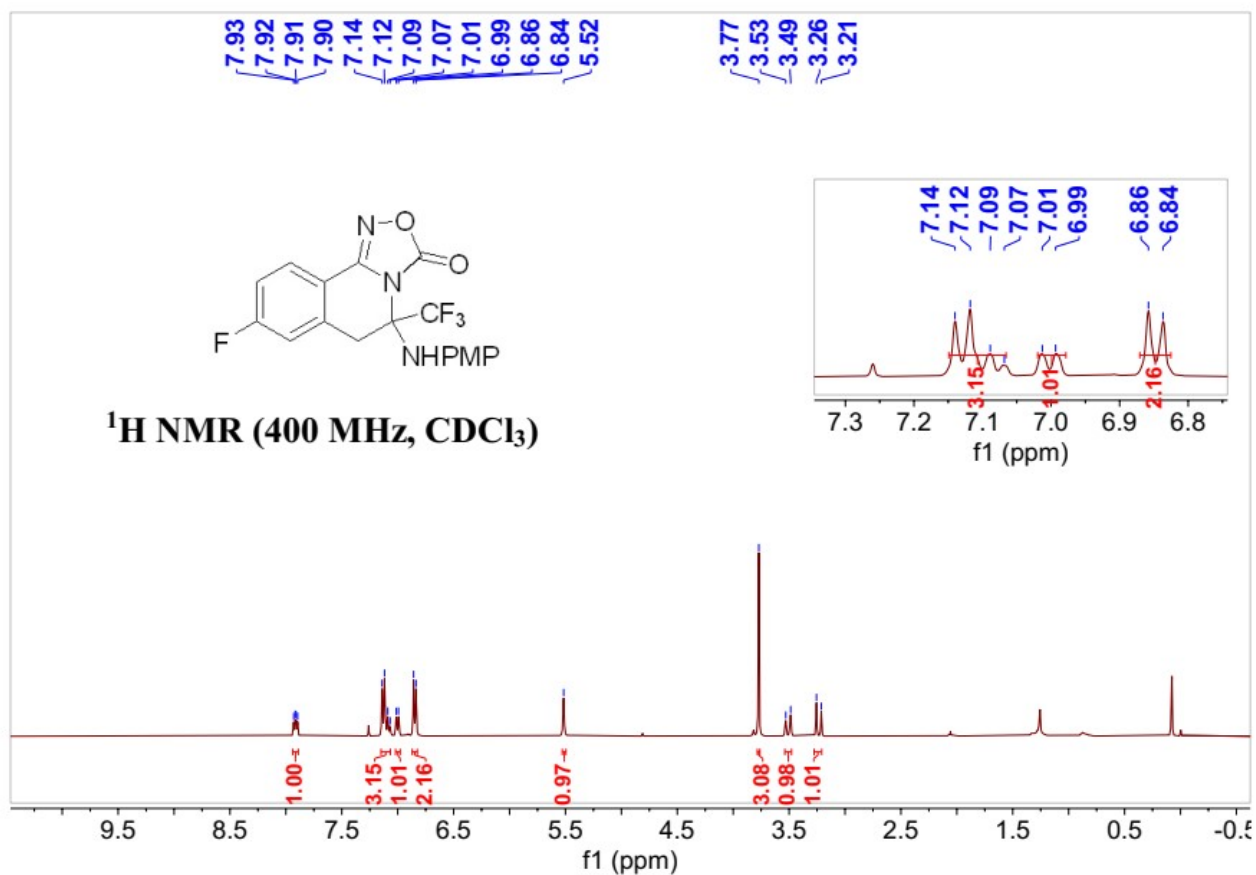 7.93 7.92 7.91 7.90 7.14 7.12 7.09 7.07 7.01 6.99 6.86 6.84 5.52 3.77 3.53 3.49 3.26 3.21
7.14 7.12 7.09 7.07 7.01 6.99 6.86 6.84
3.15 1.01 2.16
7.3 7.2 7.1 7.0 6.9 6.8
f1 (ppm)
N O
N O
F CF₃
NHPMP
¹H NMR (400 MHz, CDCl₃)
1.00 3.15 1.01 2.16 0.97 3.08 0.98 1.01
9.5 8.5 7.5 6.5 5.5 4.5 3.5 2.5 1.5 0.5 -0.5
f1 (ppm)